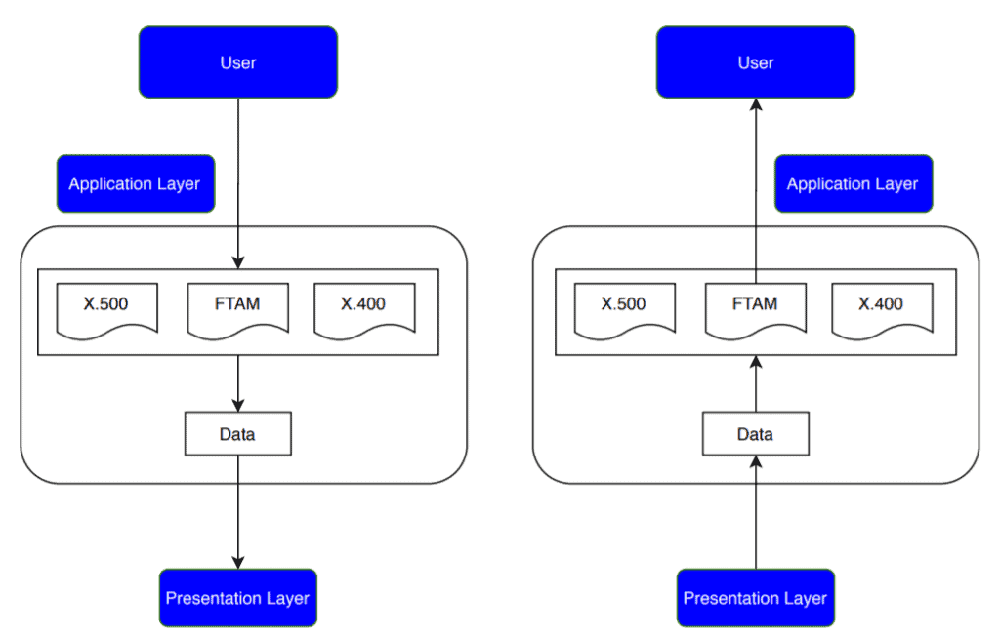 User
Application Layer
X.500
FTAM
X.400
Data
Presentation Layer
User
Application Layer
X.500
FTAM
X.400
Data
Presentation Layer